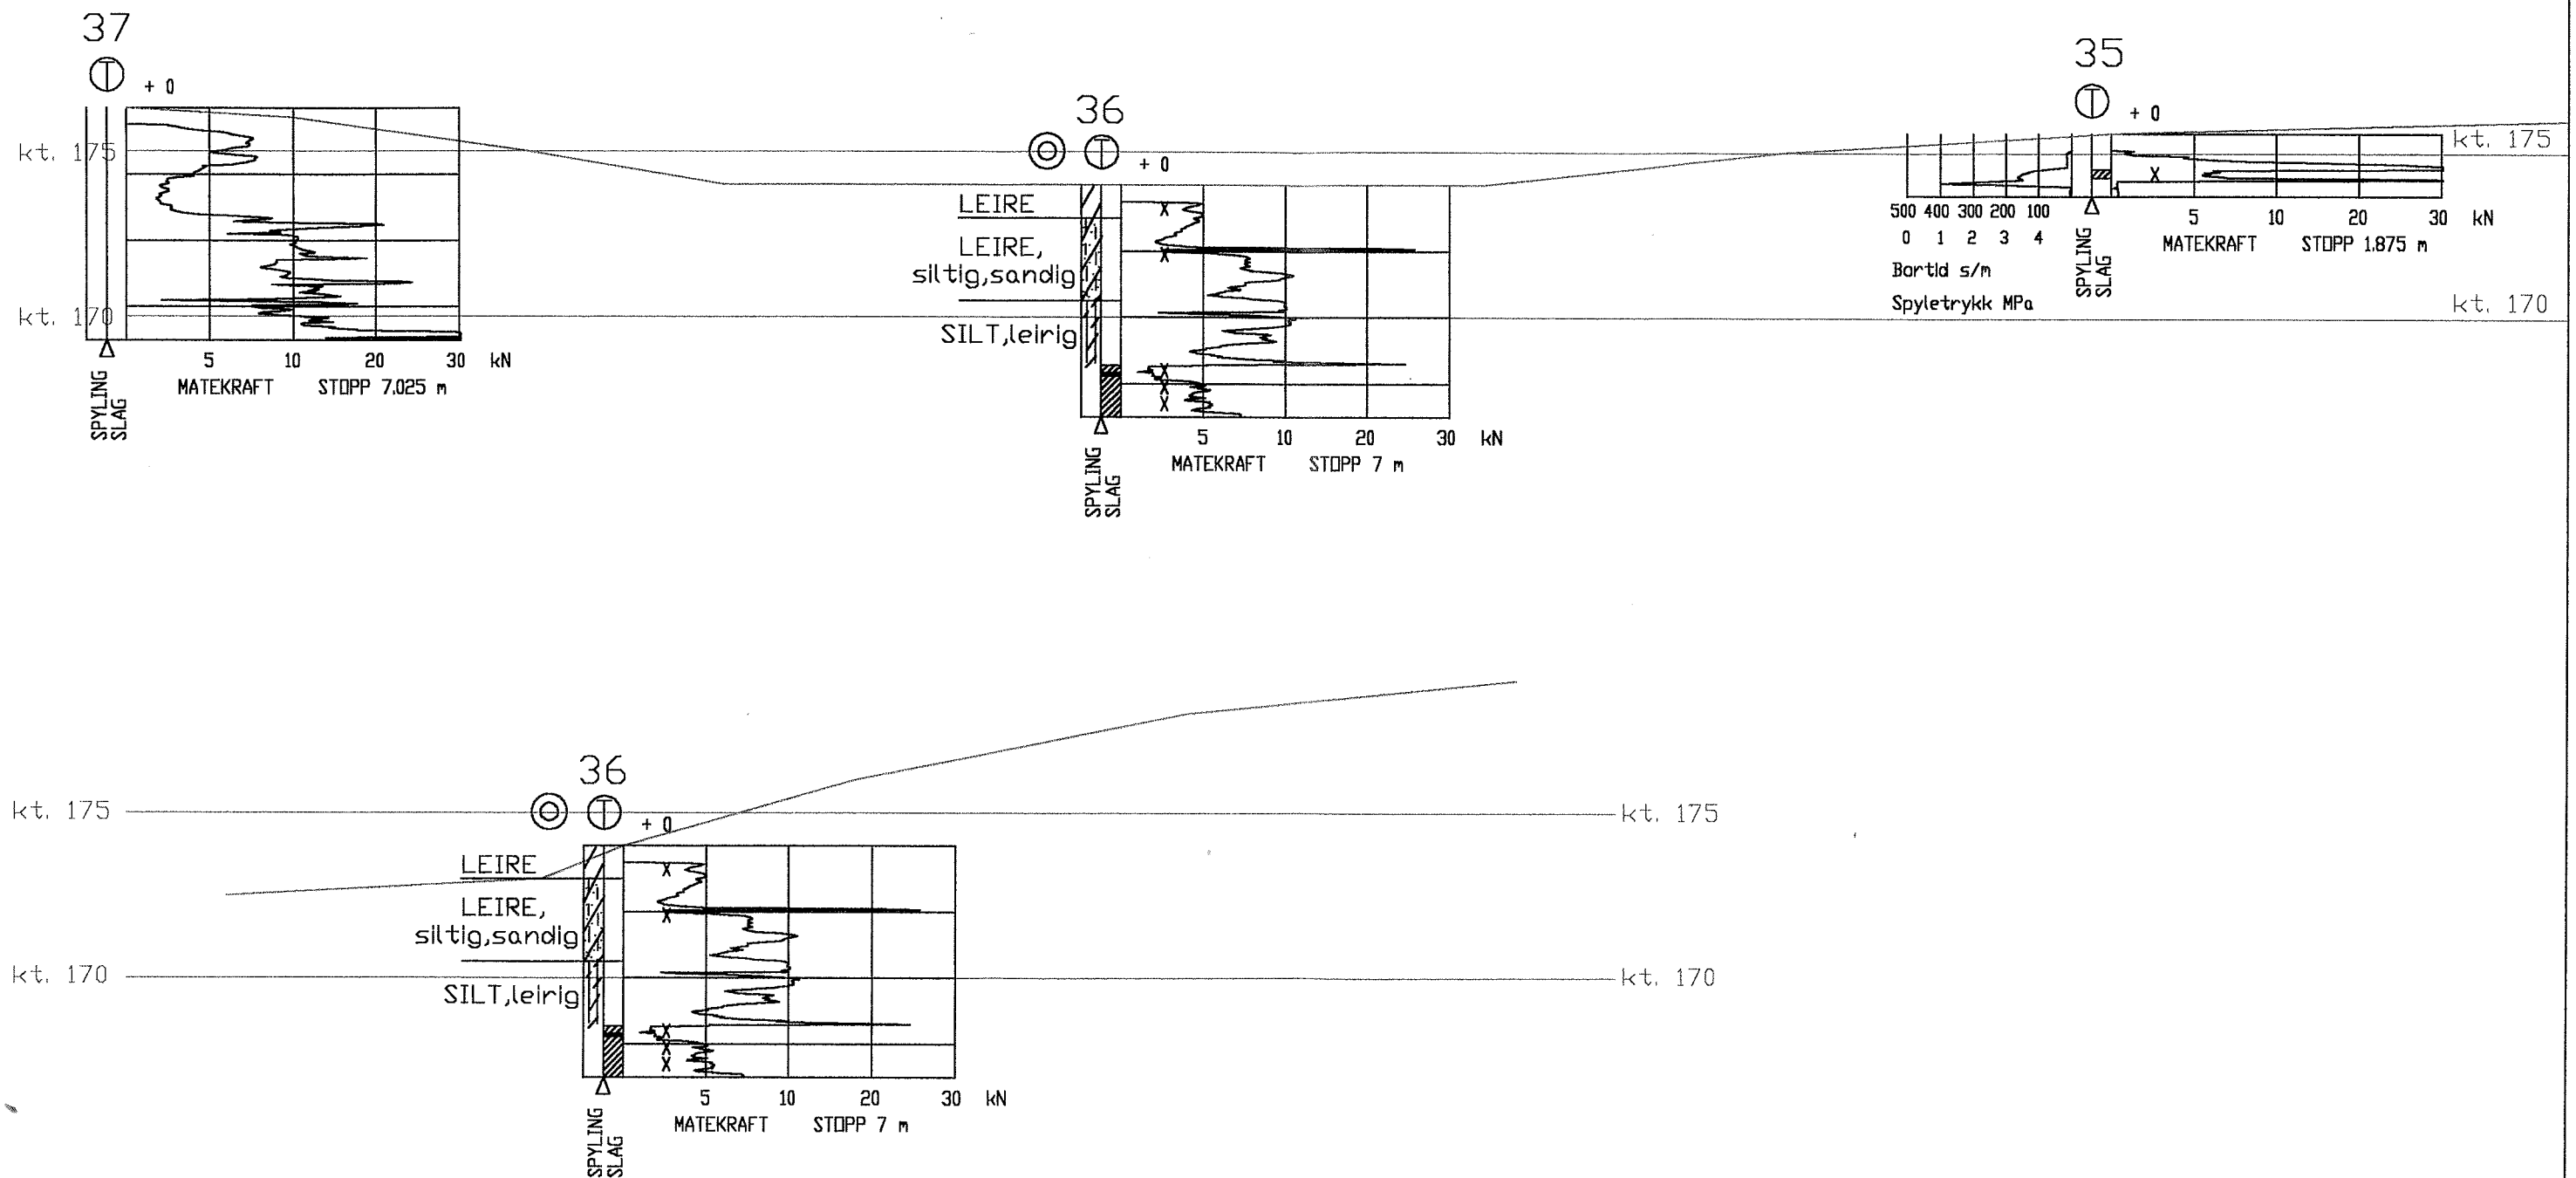 37
+ 0
kt. 175
kt. 170
5 10 20 30 kN
MATEKRAFT STOPP 7.025 m
SPYLING
SLAG
36
+ 0
LEIRE
LEIRE,
siltig,sandig
SILT,leirig
X
X
X
X
X
5 10 20 30 kN
MATEKRAFT STOPP 7 m
SPYLING
SLAG
35
+ 0
kt. 175
X
500 400 300 200 100
0 1 2 3 4
Bortid s/m
Spyletrykk MPa
SPYLING
SLAG
5 10 20 30 kN
MATEKRAFT STOPP 1.875 m
kt. 170
36
+ 0
kt. 175
kt. 175
LEIRE
LEIRE,
siltig,sandig
kt. 170
kt. 170
SILT,leirig
X
X
X
X
X
5 10 20 30 kN
MATEKRAFT STOPP 7 m
SPYLING
SLAG